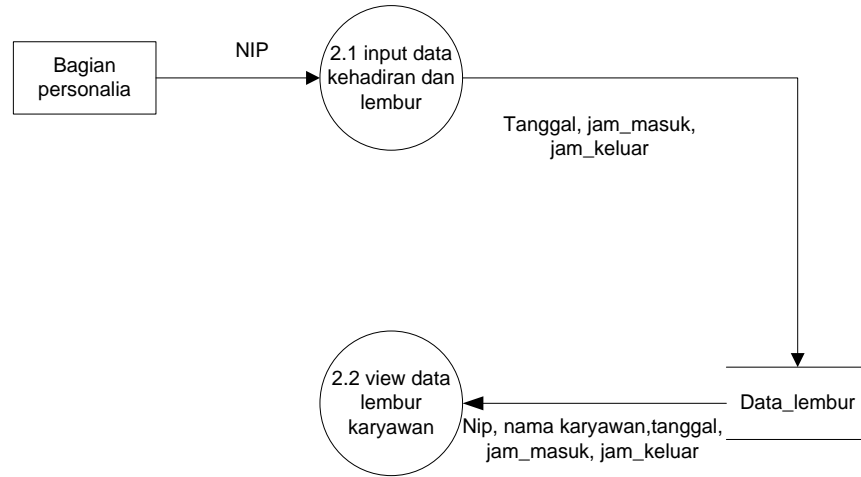 Bagian
personalia
NIP
2.1 input data
kehadiran dan
lembur
Tanggal, jam_masuk,
jam_keluar
2.2 view data
lembur
karyawan
Nip, nama karyawan,tanggal,
jam_masuk, jam_keluar
Data_lembur